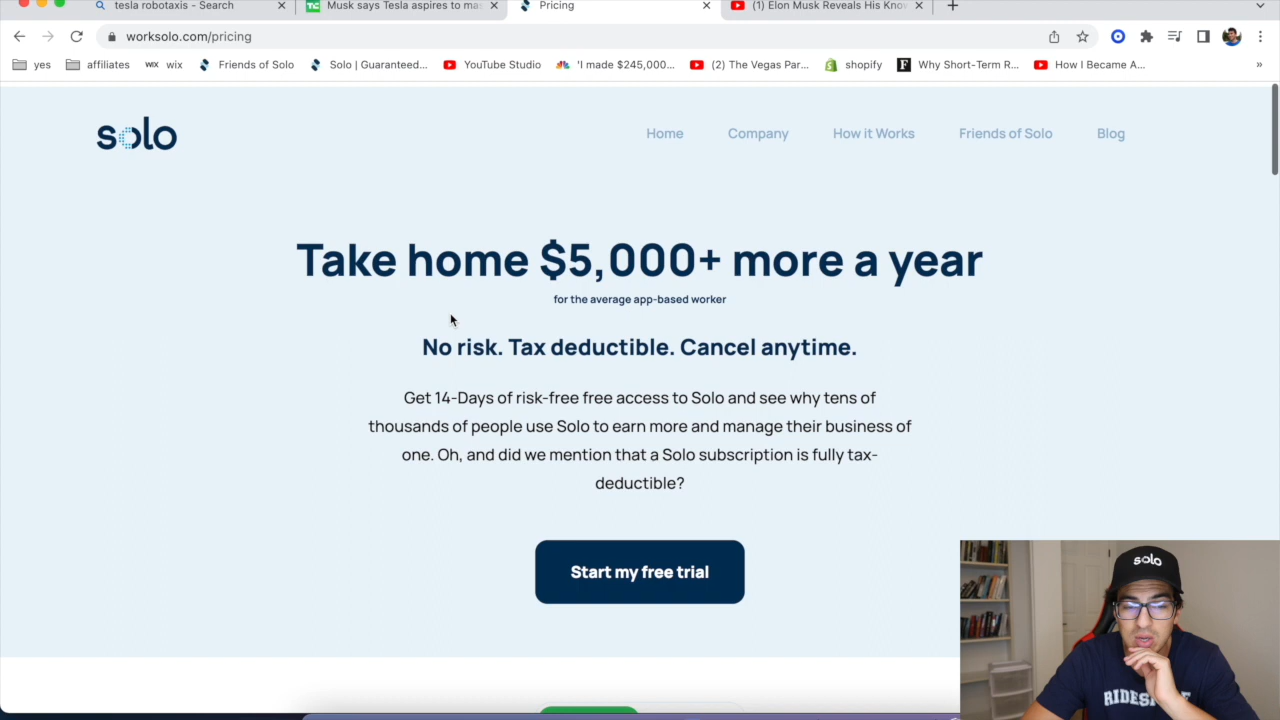 tesla robotaxis - Search
Musk says Tesla aspires to ma
Pricing
(1) Elon Musk Reveals His Kno
worksolo.com/pricing
yes
affiliates
WIX wix
Friends of Solo
Solo | Guaranteed...
YouTube Studio
'I made $245,000...
(2) The Vegas Par...
shopify
Why Short-Term R...
How I Became A...
»
solo
Home
Company
How it Works
Friends of Solo
Blog
Take home $5,000+ more a year
for the average app-based worker
No risk. Tax deductible. Cancel anytime.
Get 14-Days of risk-free free access to Solo and see why tens of
thousands of people use Solo to earn more and manage their business of
one. Oh, and did we mention that a Solo subscription is fully tax-
deductible?
Start my free trial
solo